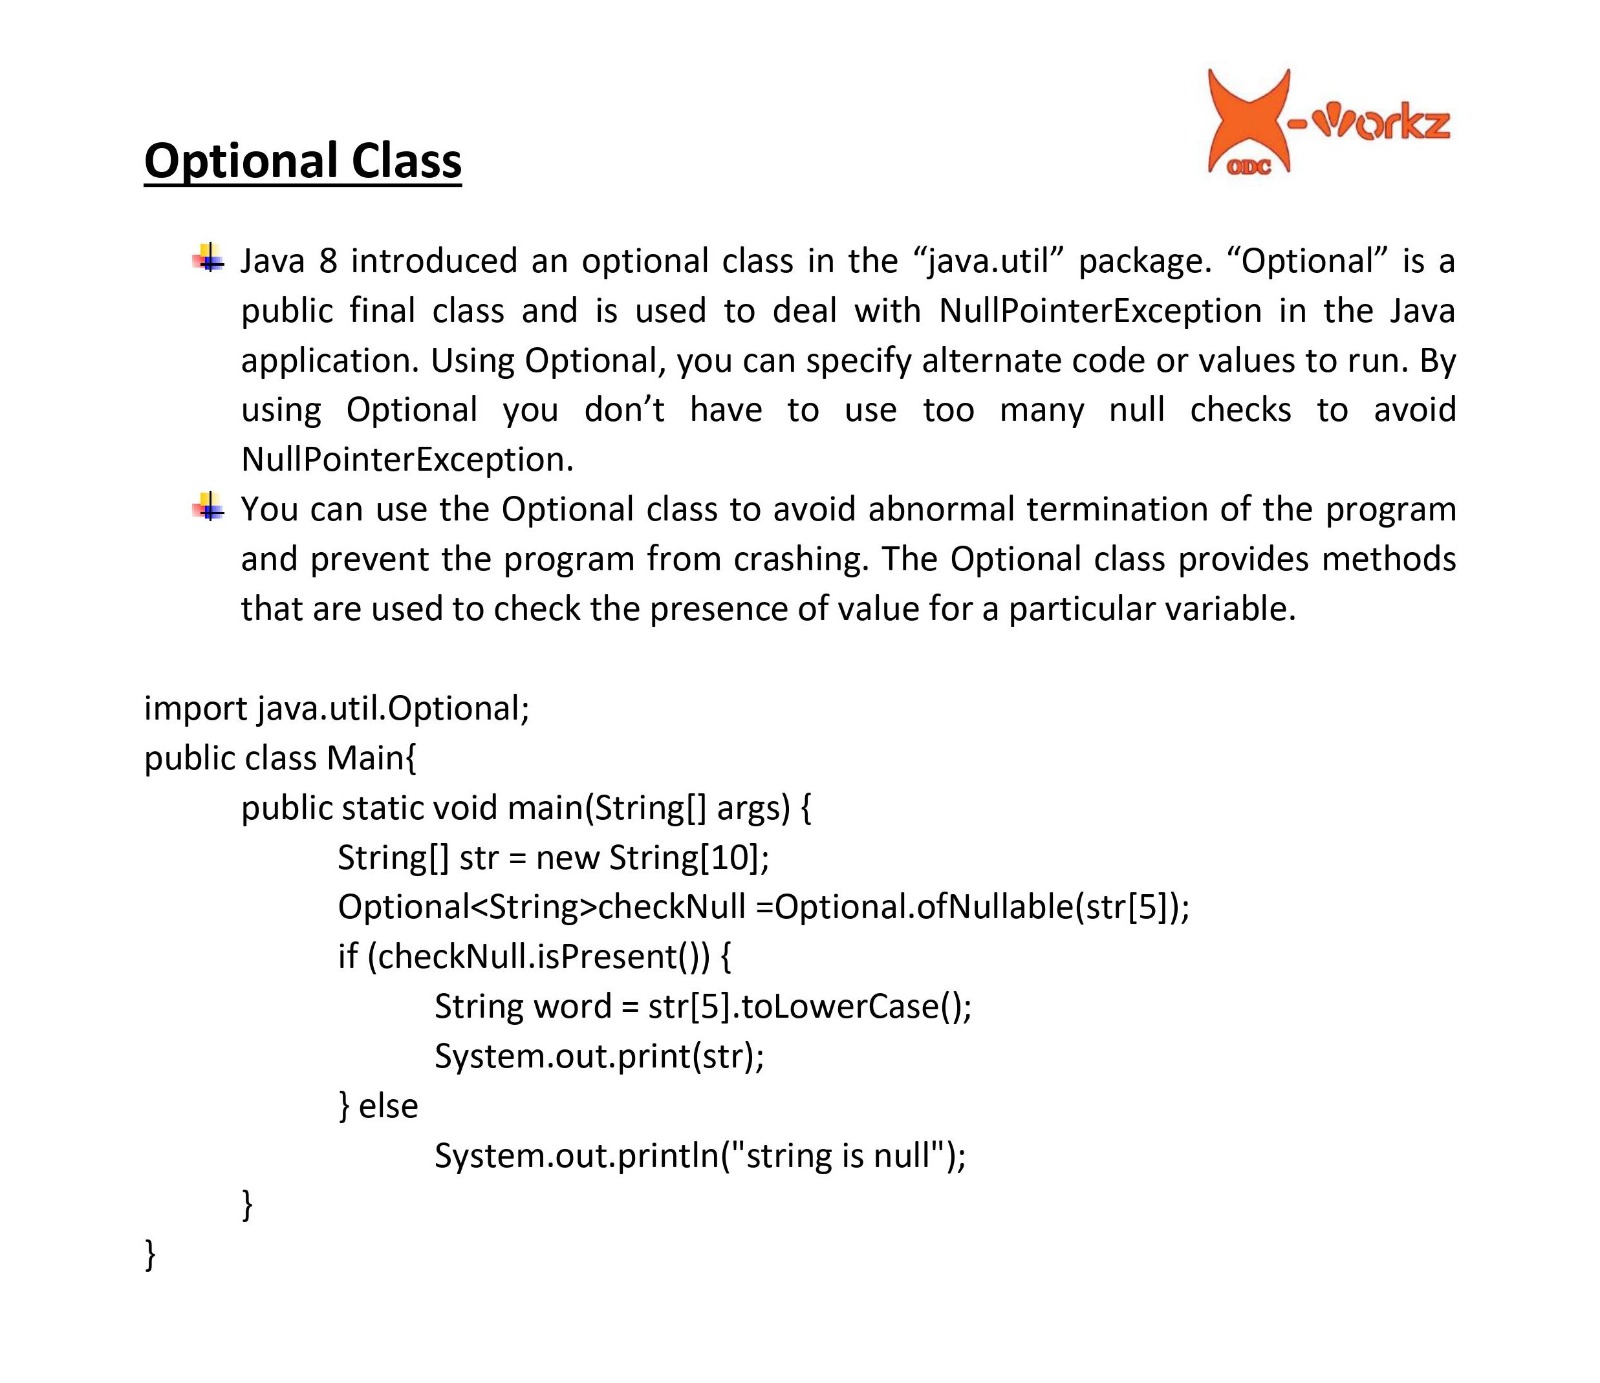 X-Workz
ODC
Optional Class
Java 8 introduced an optional class in the “java.util” package. “Optional” is a
public final class and is used to deal with NullPointerException in the Java
application. Using Optional, you can specify alternate code or values to run. By
using Optional you don’t have to use too many null checks to avoid
NullPointerException.
You can use the Optional class to avoid abnormal termination of the program
and prevent the program from crashing. The Optional class provides methods
that are used to check the presence of value for a particular variable.
import java.util.Optional;
public class Main{
public static void main(String[] args) {
String[] str = new String[10];
Optional<String>checkNull =Optional.ofNullable(str[5]);
if (checkNull.isPresent()) {
String word = str[5].toLowerCase();
System.out.print(str);
} else
System.out.println("string is null");
}
}